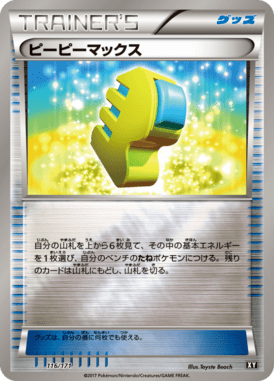 TRAINER'S
グッズ
ピーピーマックス
自分の山札を上から6枚見て、その中の基本エネルギー
を1枚選び、自分のベンチのたねポケモンにつける。残り
のカードは山札にもどし、山札を切る。
グッズは、自分の番に何枚でも使える。
116/171
Illus. Toyste Beach
XY
©2017 Pokémon/Nintendo/Creatures/GAME FREAK.